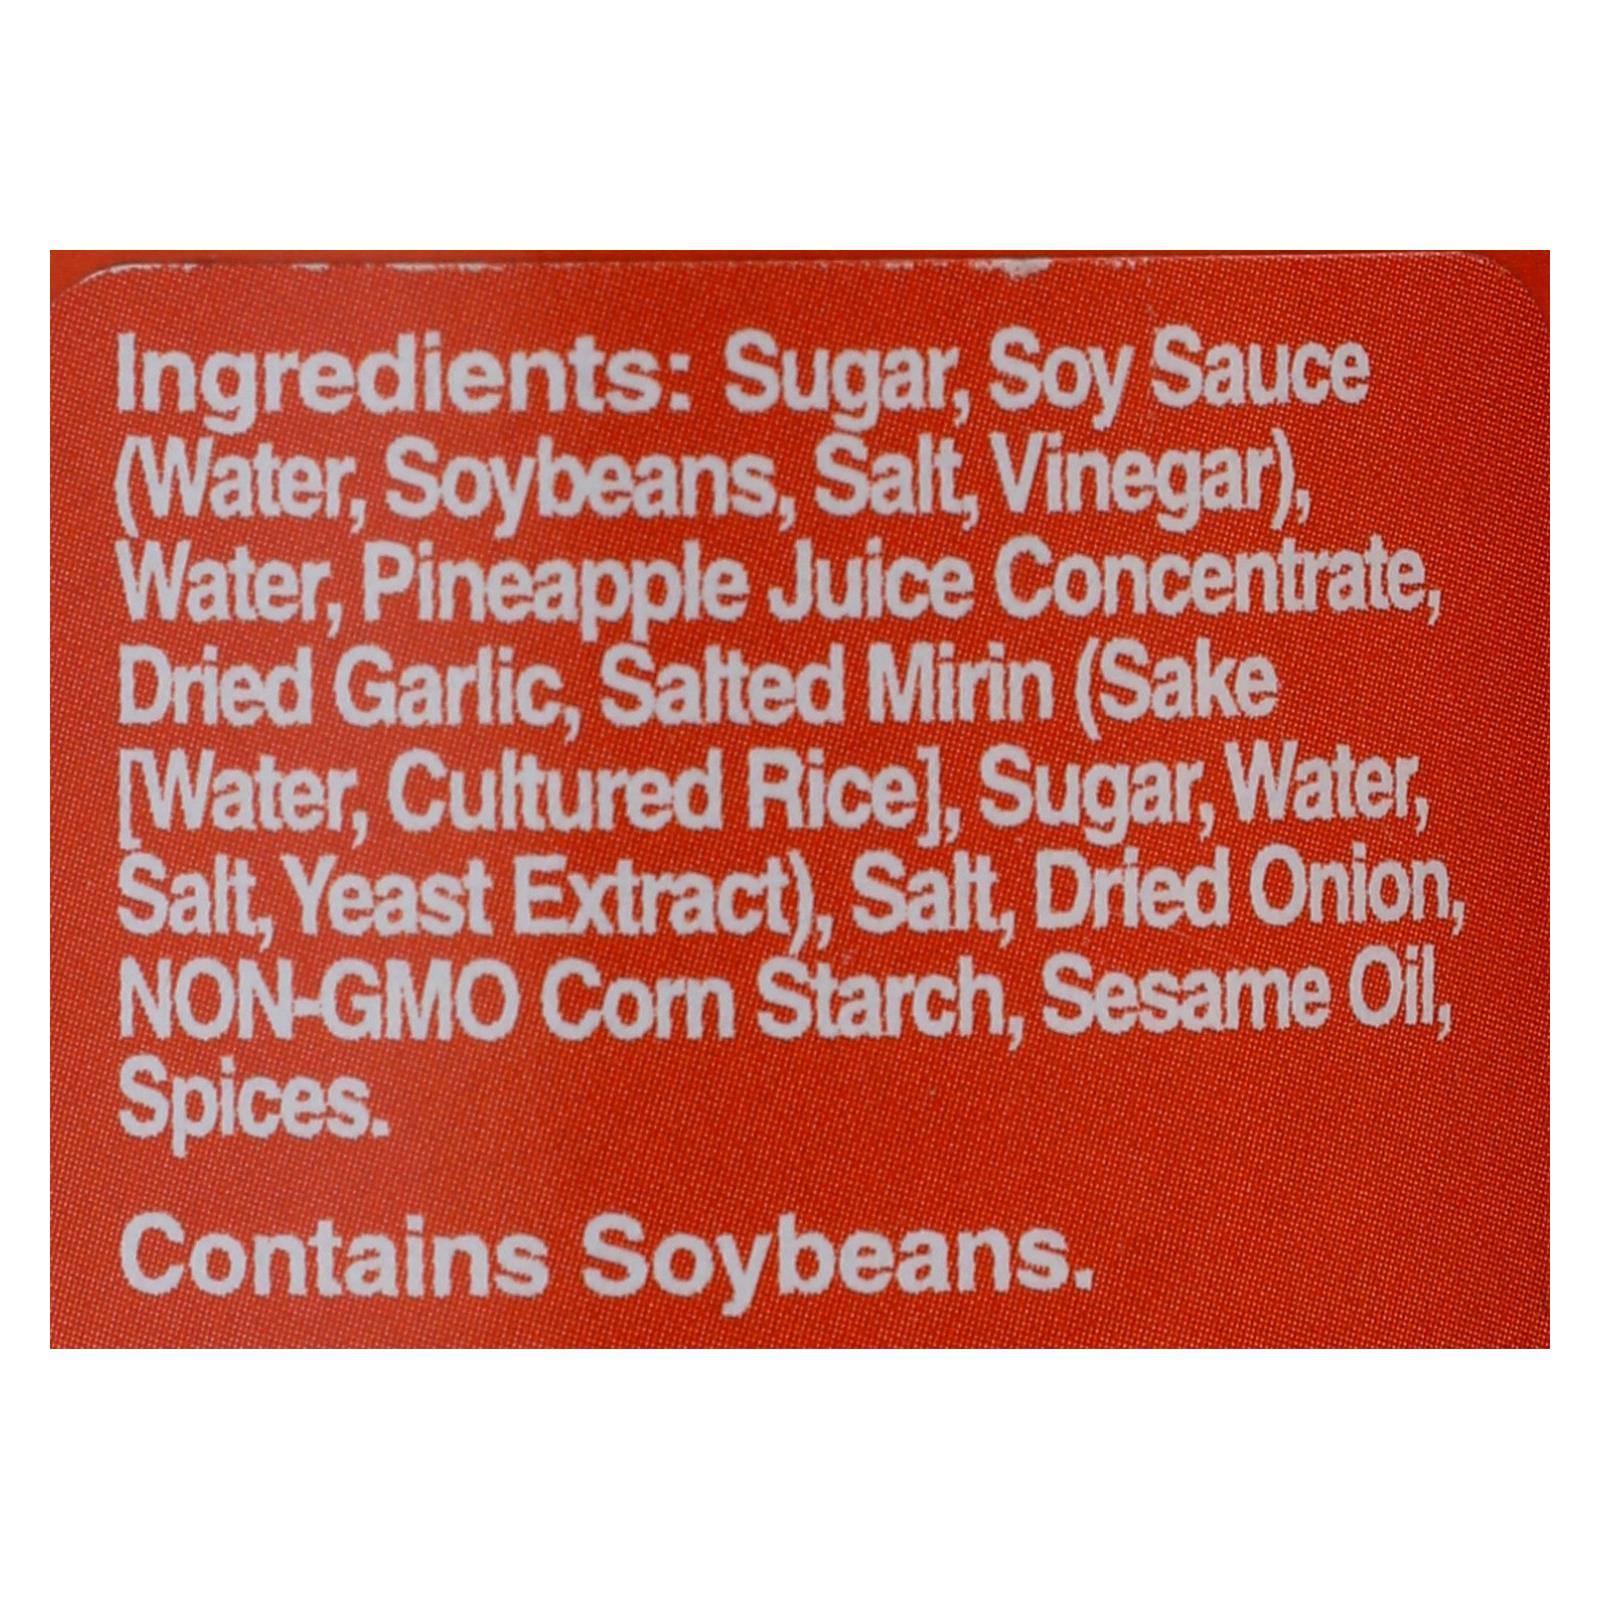 Ingredients: Sugar, Soy Sauce
(Water, Soybeans, Salt, Vinegar),
Water, Pineapple Juice Concentrate,
Dried Garlic, Salted Mirin (Sake
[Water, Cultured Rice], Sugar, Water,
Salt, Yeast Extract), Salt, Dried Onion,
NON-GMO Corn Starch, Sesame Oil,
Spices.
Contains Soybeans.